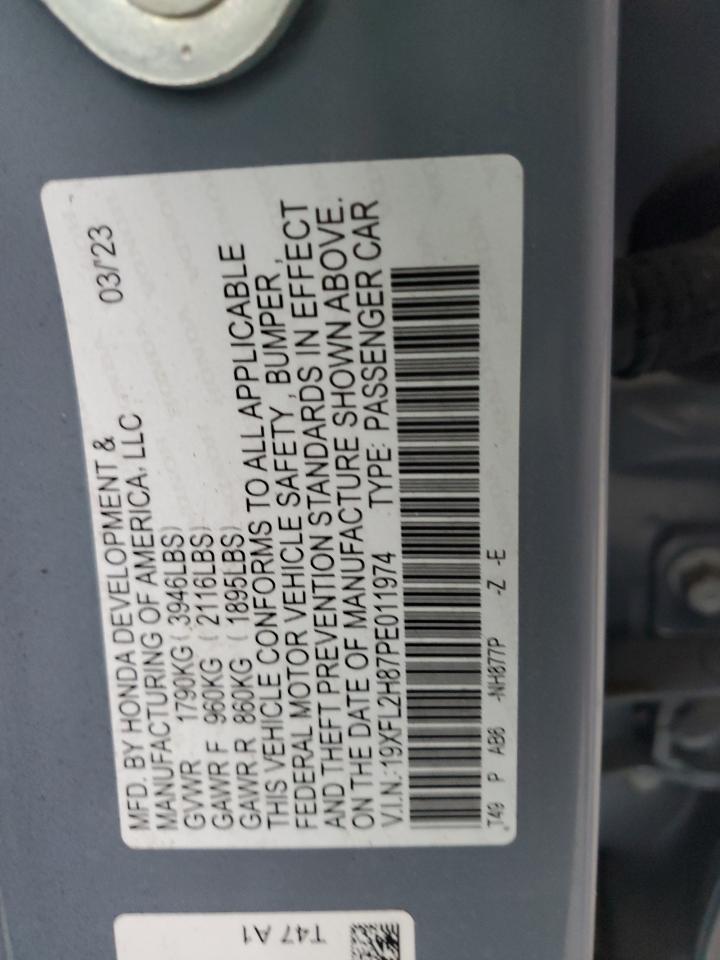 MFD. BY HONDA DEVELOPMENT & 03/'23
MANUFACTURING OF AMERICA, LLC
GVWR 1790KG (3946LBS)
GAWR F 960KG (2116LBS)
GAWR R 860KG (1895LBS)
THIS VEHICLE CONFORMS TO ALL APPLICABLE
FEDERAL MOTOR VEHICLE SAFETY, BUMPER,
AND THEFT PREVENTION STANDARDS IN EFFECT
ON THE DATE OF MANUFACTURE SHOWN ABOVE.
V.I.N.:19XFL2H87PE011974 TYPE: PASSENGER CAR
T49 P AB6 -NH877P -Z -E
T47 A1